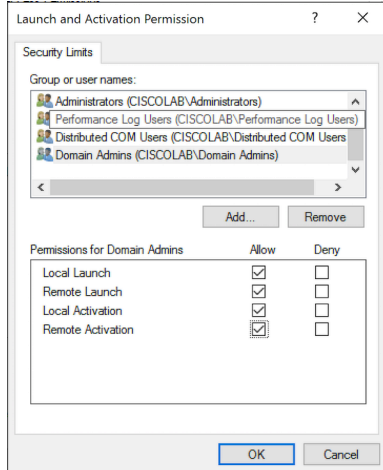 Launch and Activation Permission ? ×
Security Limits
Group or user names:
Administrators (CISCOLAB\Administrators)
Performance Log Users (CISCOLAB\Performance Log Users)
Distributed COM Users (CISCOLAB\Distributed COM Users
Domain Admins (CISCOLAB\Domain Admins)
Add... Remove
Permissions for Domain Admins Allow Deny
Local Launch
Remote Launch
Local Activation
Remote Activation
OK Cancel